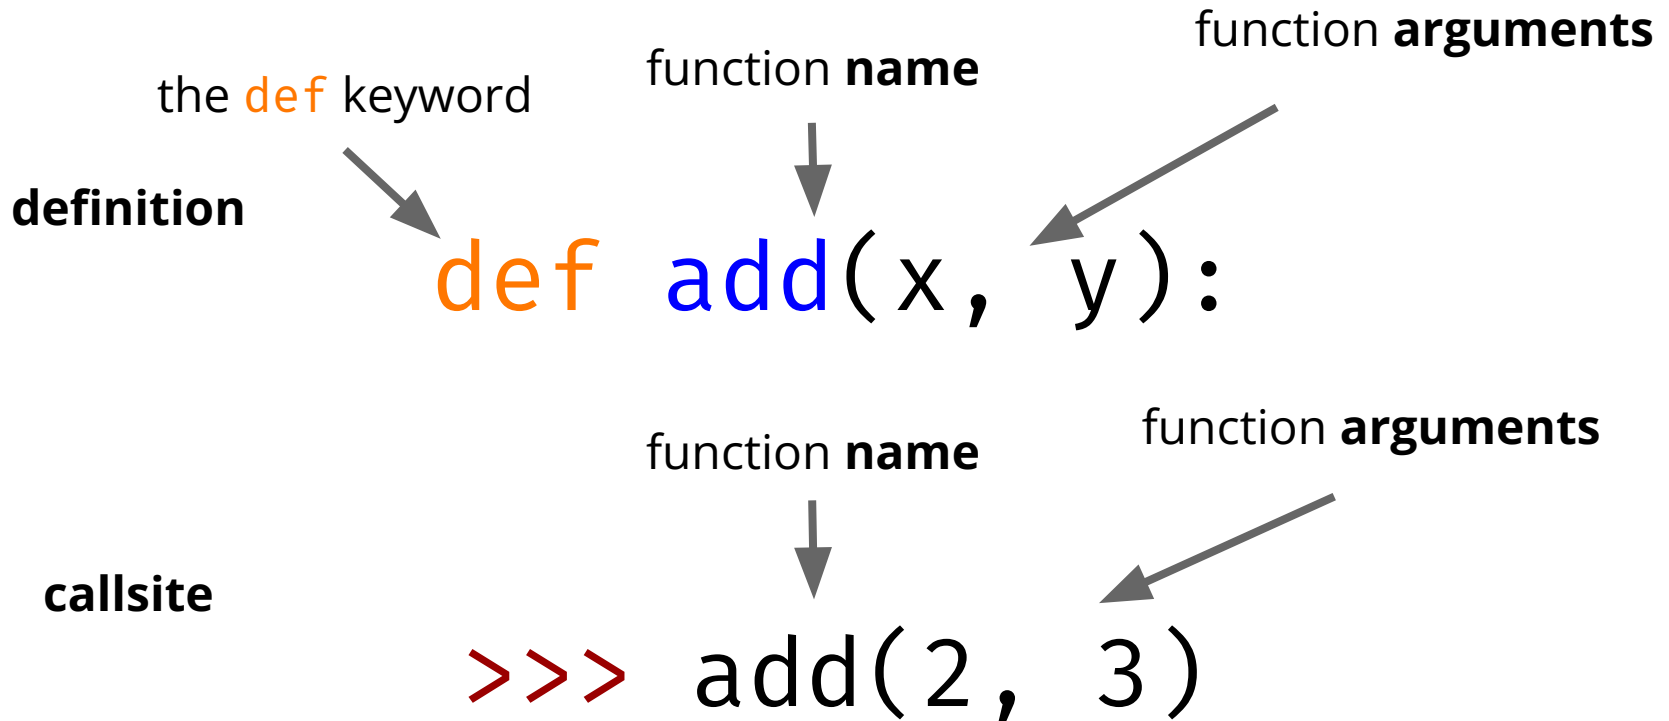 function arguments
function name
the def keyword
definition
def add(x, y):
function arguments
function name
callsite
>>> add(2, 3)